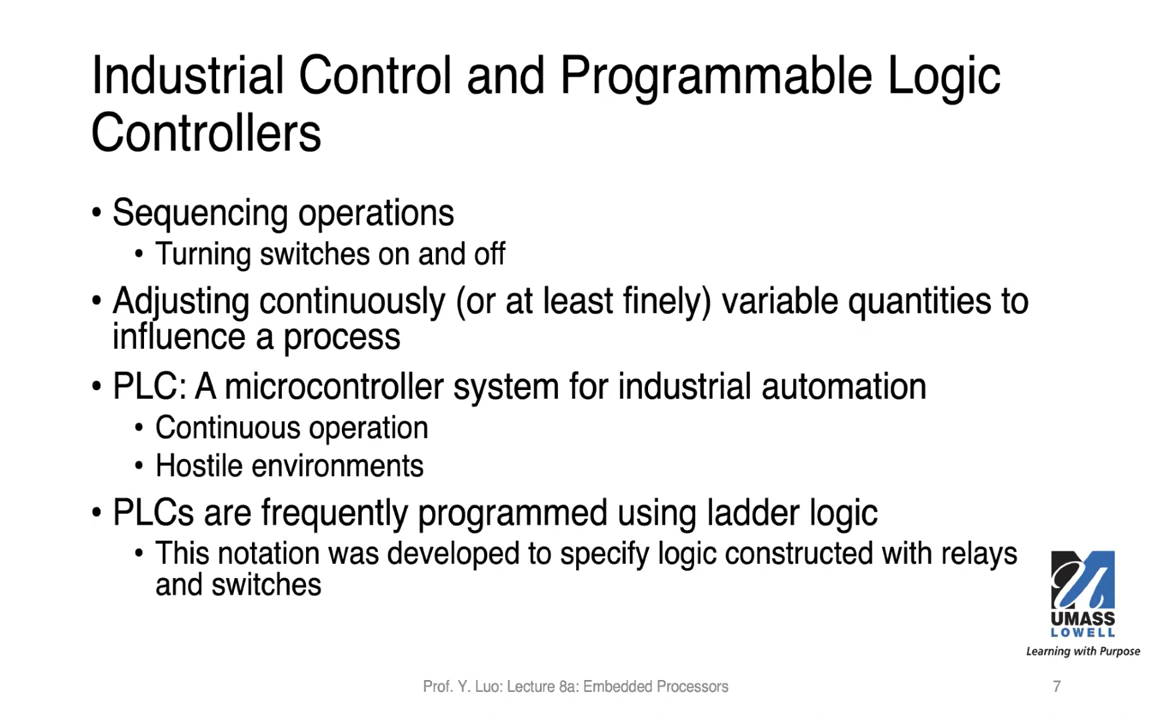 Industrial Control and Programmable Logic
Controllers
• Sequencing operations
• Turning switches on and off
• Adjusting continuously (or at least finely) variable quantities to
influence a process
• PLC: A microcontroller system for industrial automation
• Continuous operation
• Hostile environments
• PLCs are frequently programmed using ladder logic
• This notation was developed to specify logic constructed with relays
and switches
UMASS
LOWELL
Learning with Purpose
Prof. Y. Luo: Lecture 8a: Embedded Processors
7